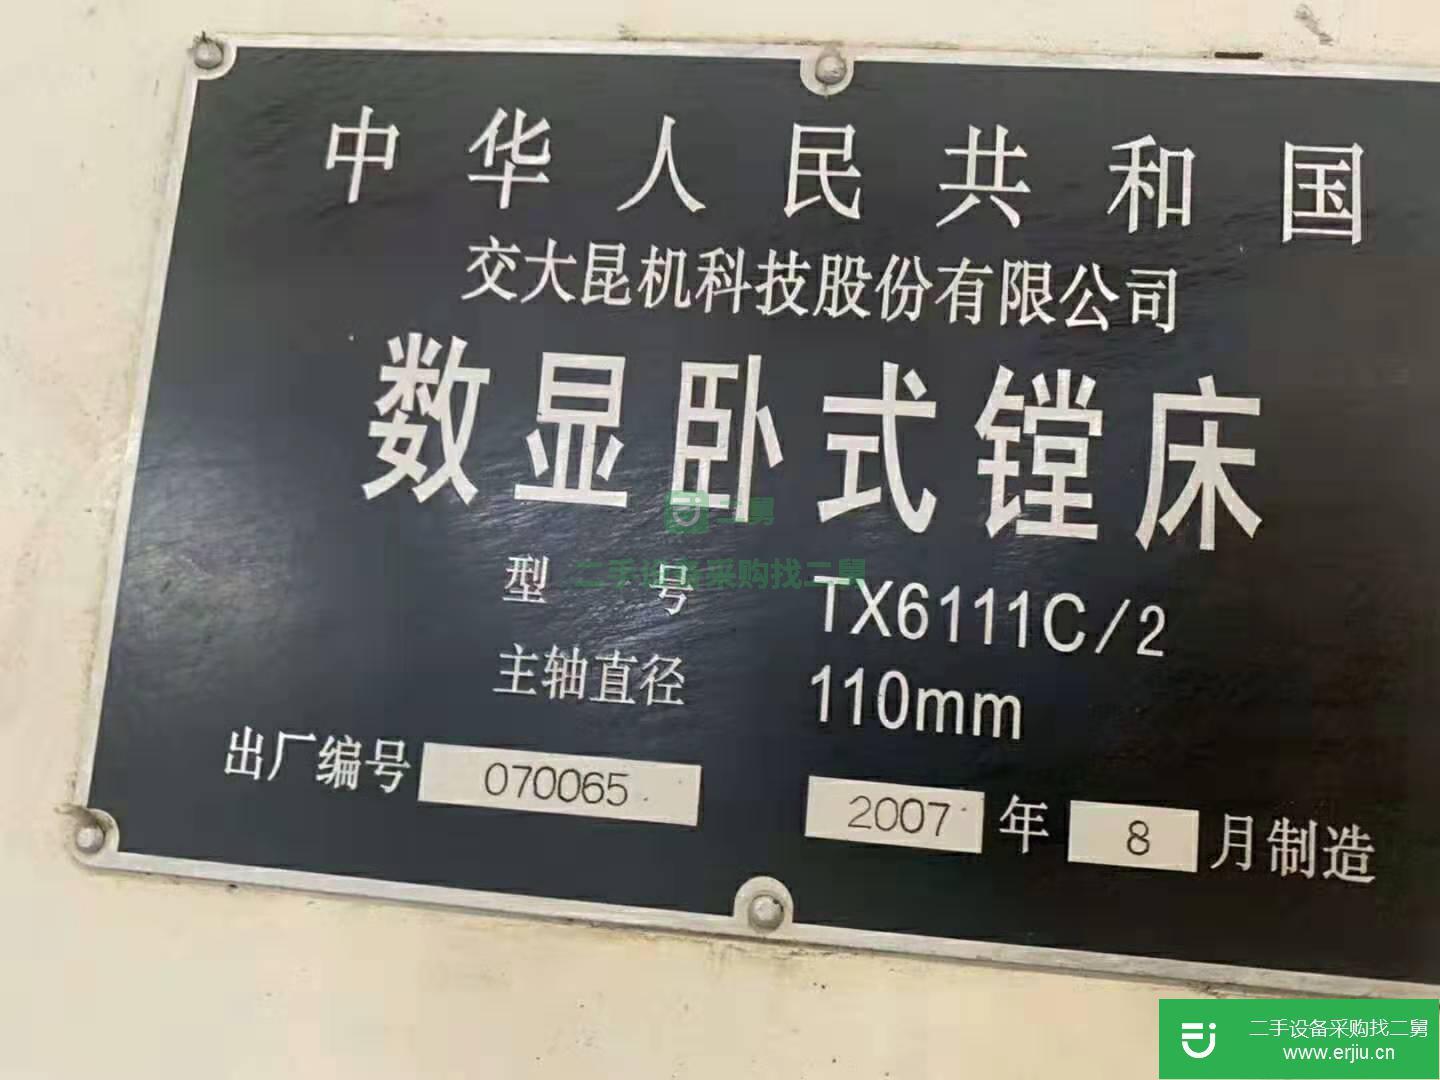 中华人民共和国
交大昆机科技股份有限公司
数显卧式镗床
二舅
二手设备采购找二舅
型号 TX6111C/2
主轴直径 110mm
出厂编号 070065 2007 年 8 月制造
二手设备采购找二舅
www.erjiu.cn